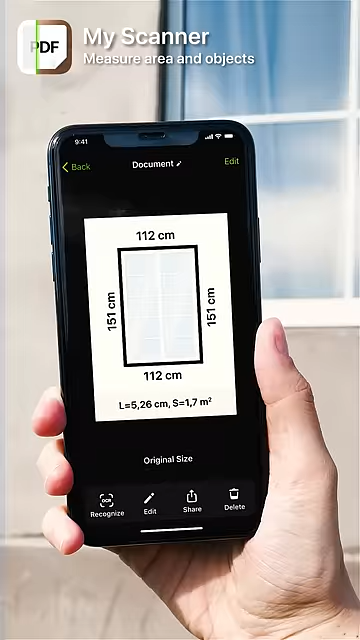 PDF
My Scanner
Measure area and objects
9:41
Back
Document
Edit
112 cm
151 cm
151 cm
112 cm
L=5,26 cm, S=1,7 m²
Original Size
OCR
Recognize
Edit
Share
Delete